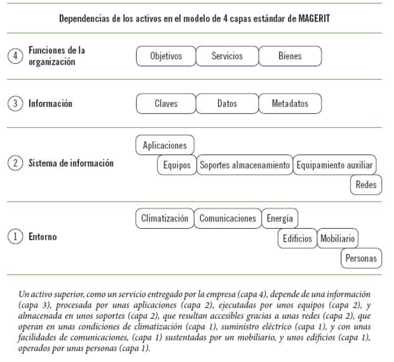 Dependencias de los activos en el modelo de 4 capas estándar de MAGERIT
4 Funciones de la organización
Objetivos Servicios Bienes
3 Información
Claves Datos Metadatos
Aplicaciones
2 Sistema de información
Equipos Soportes almacenamiento Equipamiento auxiliar
Redes
Climatización Comunicaciones Energía
1 Entorno
Edificios Mobiliario
Personas
Un activo superior, como un servicio entregado por la empresa (capa 4), depende de una información
(capa 3), procesada por unas aplicaciones (capa 2), ejecutadas por unos equipos (capa 2), y
almacenada en unos soportes (capa 2), que resultan accesibles gracias a unas redes (capa 2), que
operan en unas condiciones de climatización (capa 1), suministro eléctrico (capa 1), y con unas
facilidades de comunicaciones, (capa 1) sustentadas por un mobiliario, y unos edificios (capa 1),
operados por unas personas (capa 1).